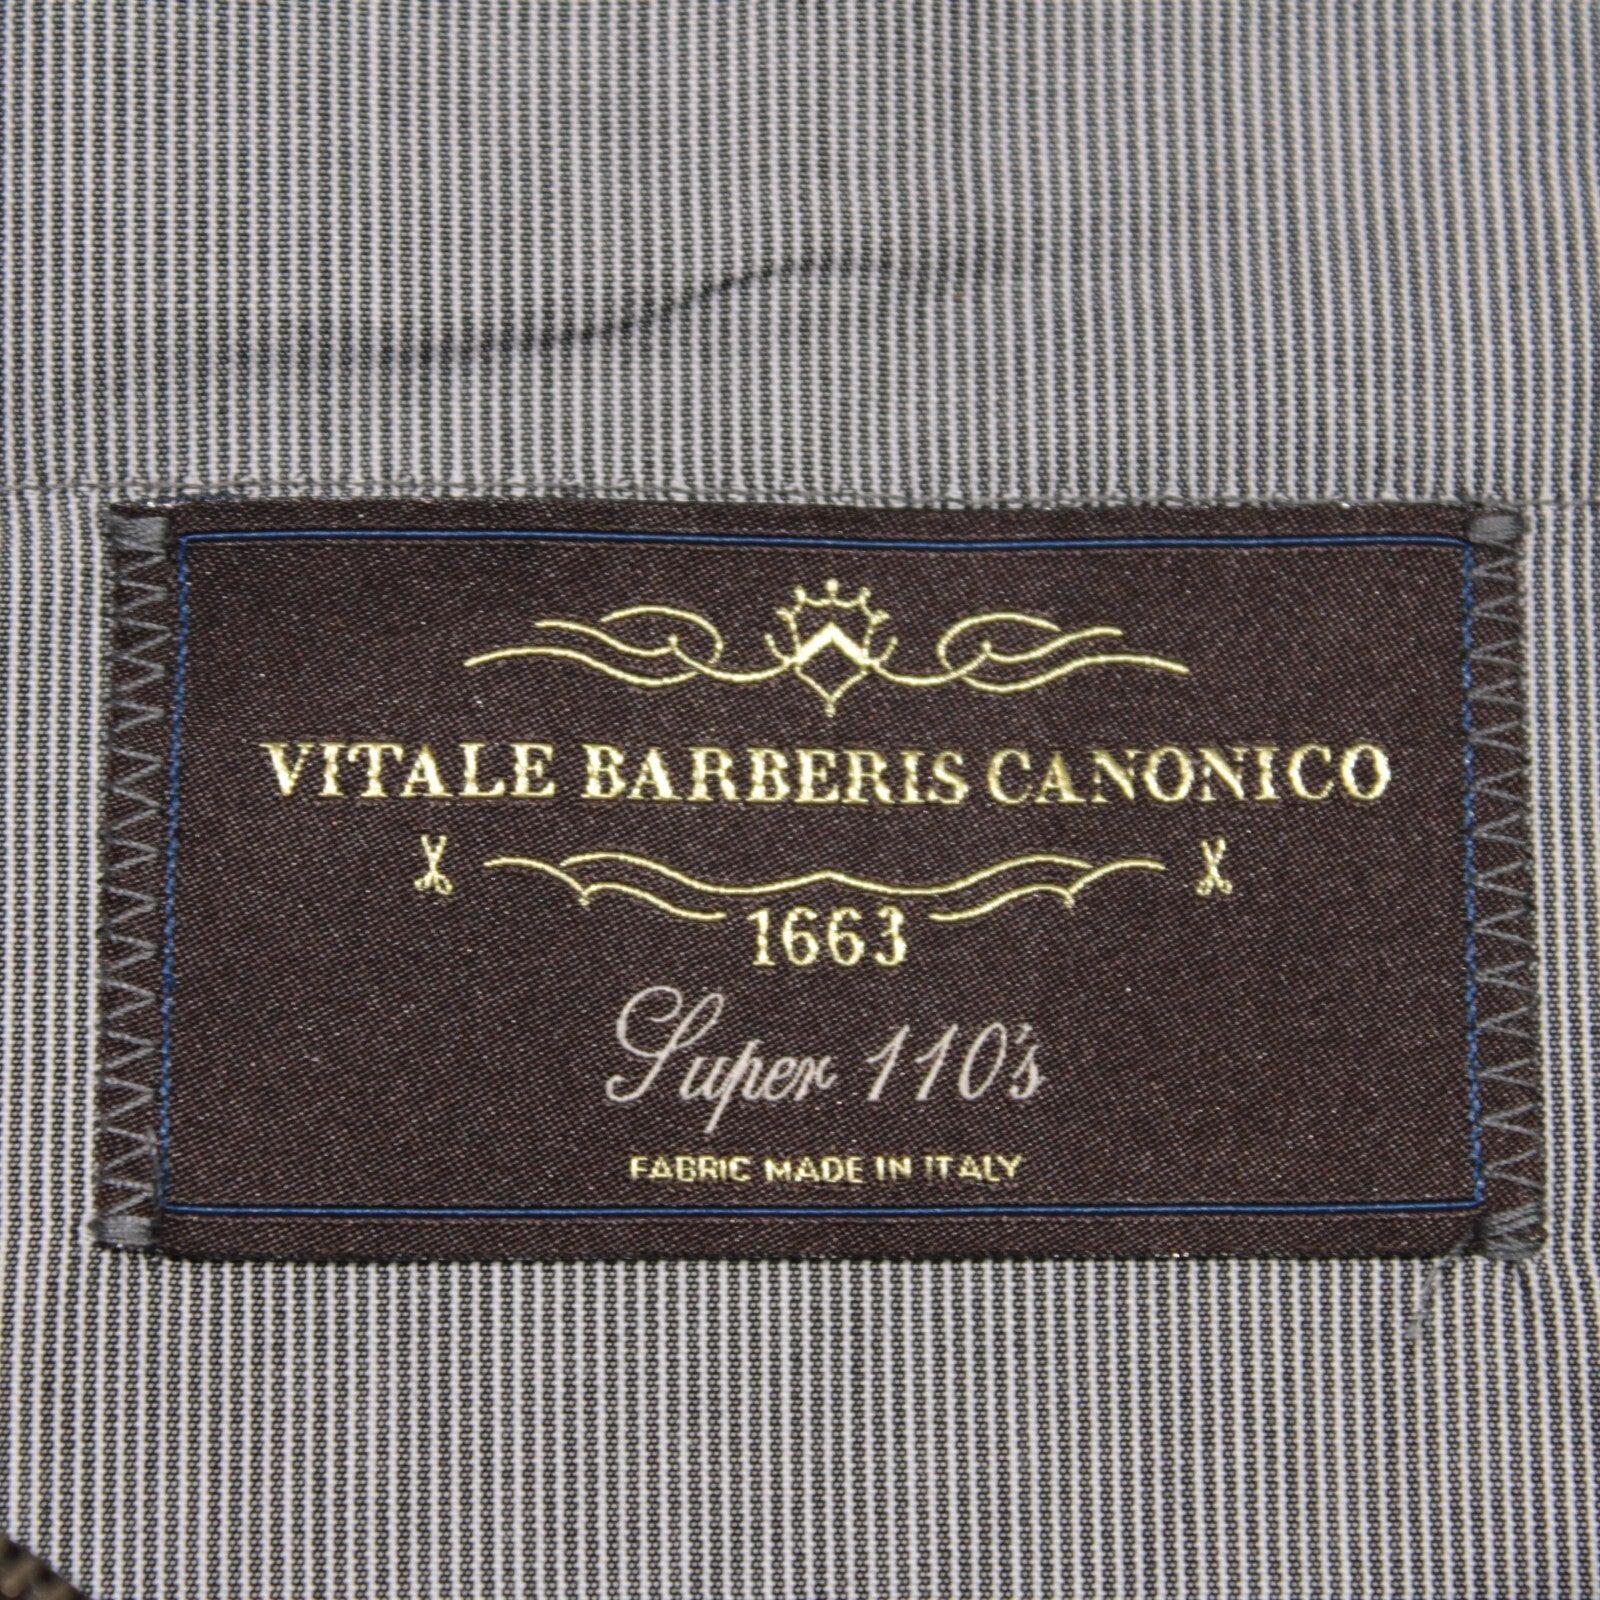 VITALE BARBERIS CANONICO
1663
Super 110's
FABRIC MADE IN ITALY